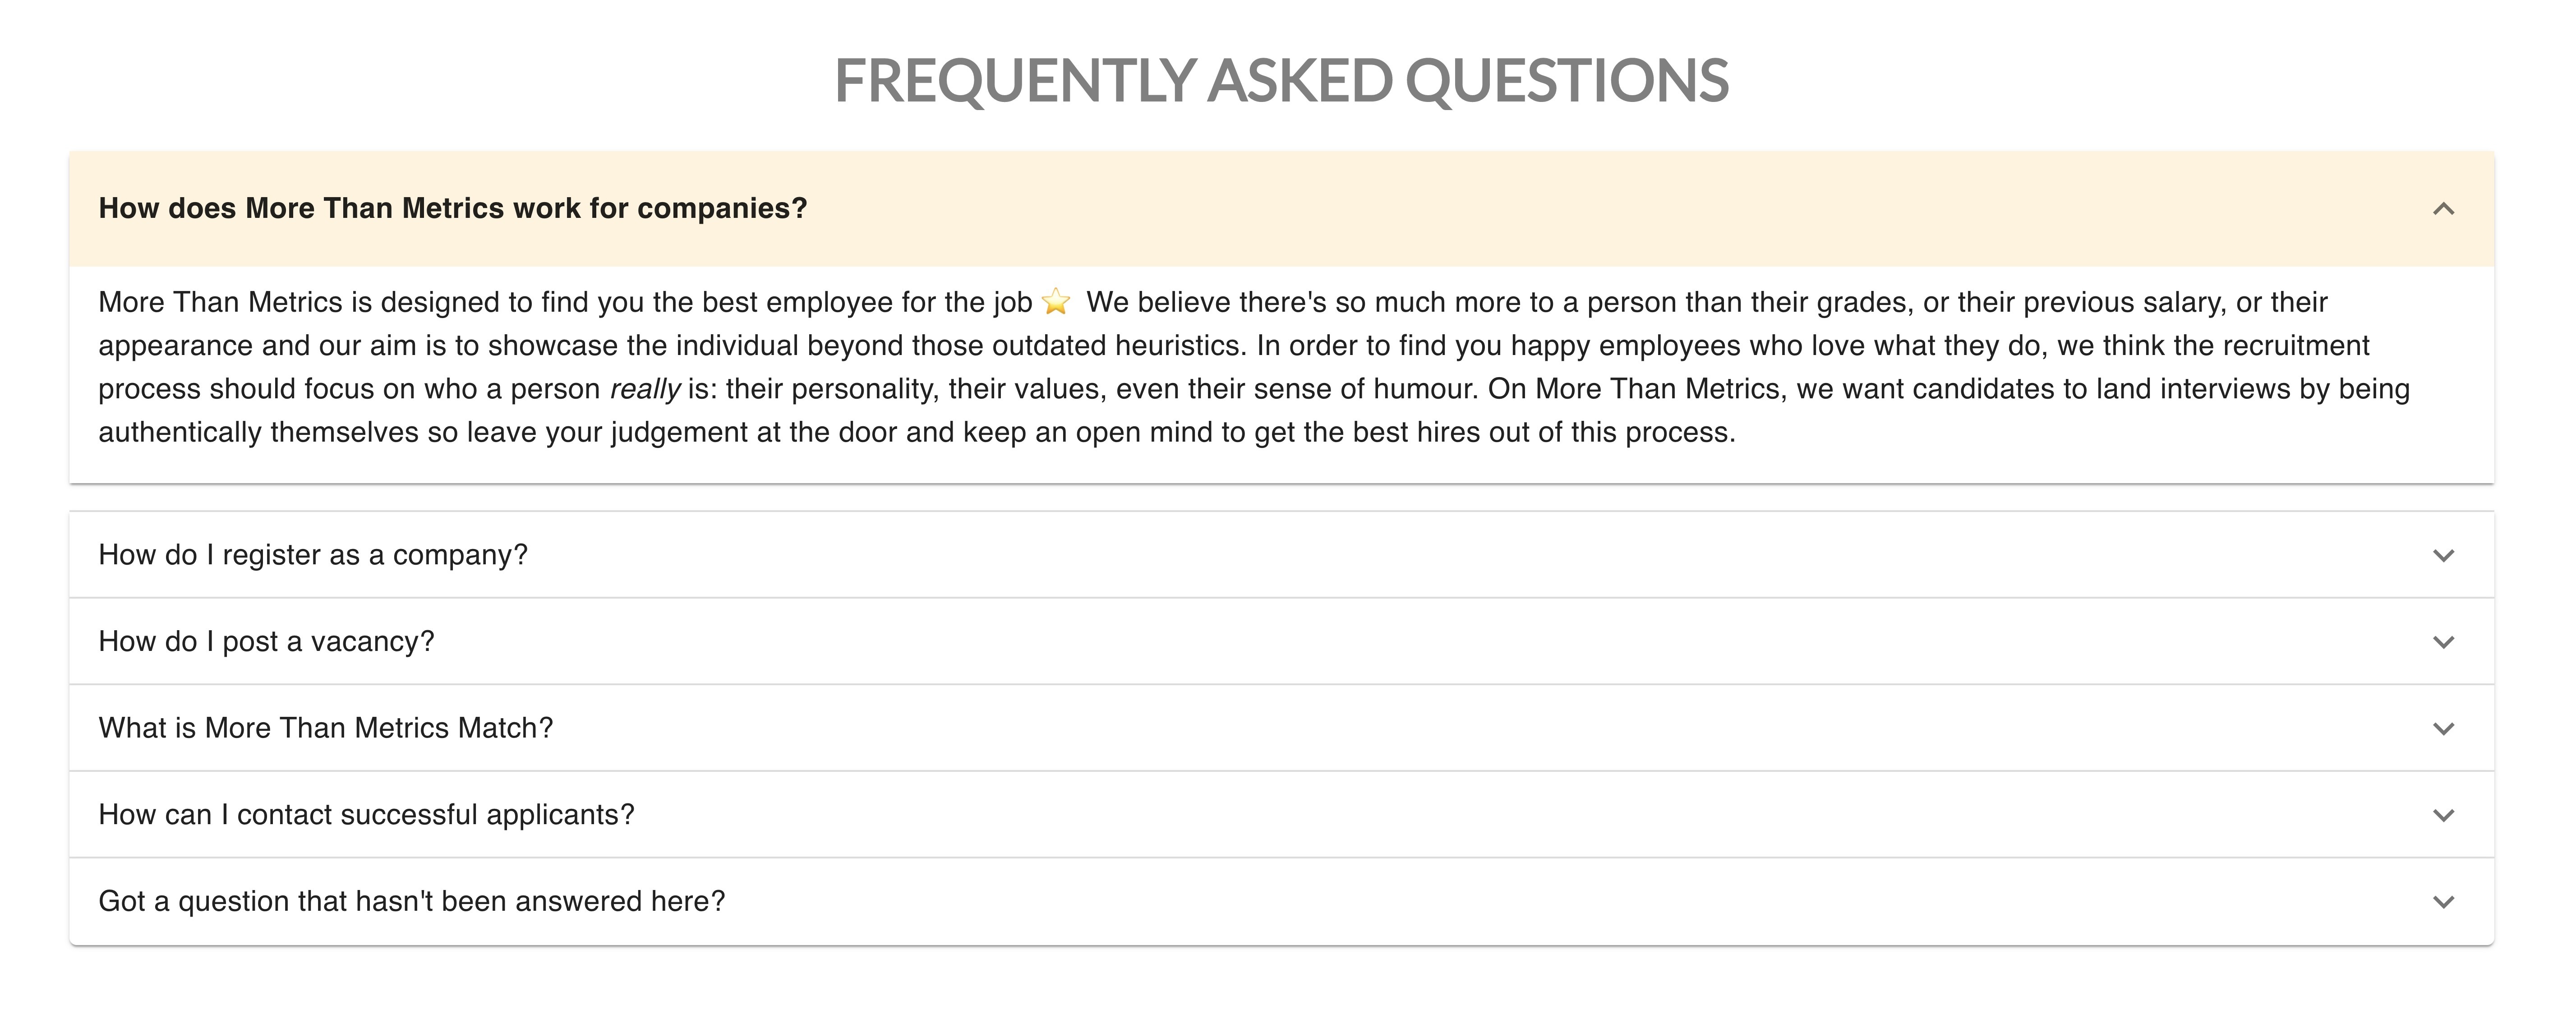 FREQUENTLY ASKED QUESTIONS
How does More Than Metrics work for companies?
More Than Metrics is designed to find you the best employee for the job ⭐ We believe there's so much more to a person than their grades, or their previous salary, or their
appearance and our aim is to showcase the individual beyond those outdated heuristics. In order to find you happy employees who love what they do, we think the recruitment
process should focus on who a person really is: their personality, their values, even their sense of humour. On More Than Metrics, we want candidates to land interviews by being
authentically themselves so leave your judgement at the door and keep an open mind to get the best hires out of this process.
How do I register as a company?
How do I post a vacancy?
What is More Than Metrics Match?
How can I contact successful applicants?
Got a question that hasn't been answered here?